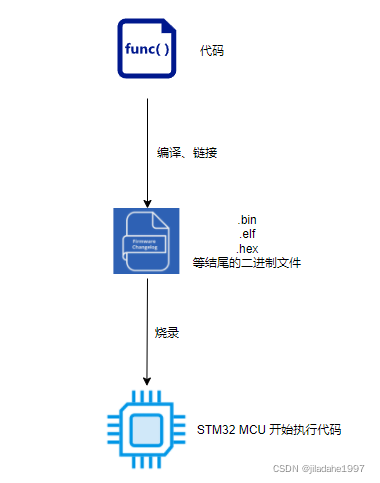 func( )
代码
编译、链接
.bin
.elf
.hex
等结尾的二进制文件
Firmware
Changelog
烧录
STM32 MCU 开始执行代码
CSDN @jiladahe1997